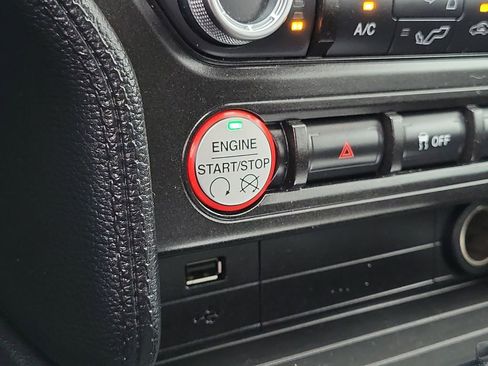 A/C
ENGINE
START/STOP
OFF